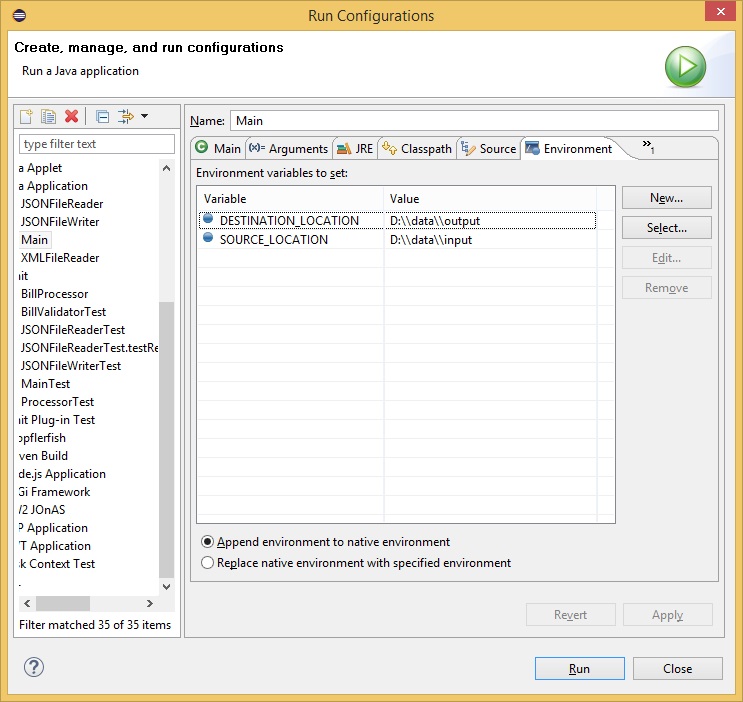 Run Configurations
Create, manage, and run configurations
Run a Java application
type filter text
a Applet
a Application
JSONFileReader
JSONFileWriter
Main
XMLFileReader
it
BillProcessor
BillValidatorTest
JSONFileReaderTest
JSONFileReaderTest.testRe
JSONFileWriterTest
MainTest
ProcessorTest
it Plug-in Test
opflerfish
ven Build
de.js Application
Gi Framework
/2 JOnAS
P Application
T Application
k Context Test
Filter matched 35 of 35 items
Name: Main
Main (x)= Arguments JRE Classpath Source Environment »1
Environment variables to set:
Variable Value
DESTINATION_LOCATION D:\\data\\output
SOURCE_LOCATION D:\\data\\input
New...
Select...
Edit...
Remove
Append environment to native environment
Replace native environment with specified environment
Revert Apply
? Run Close